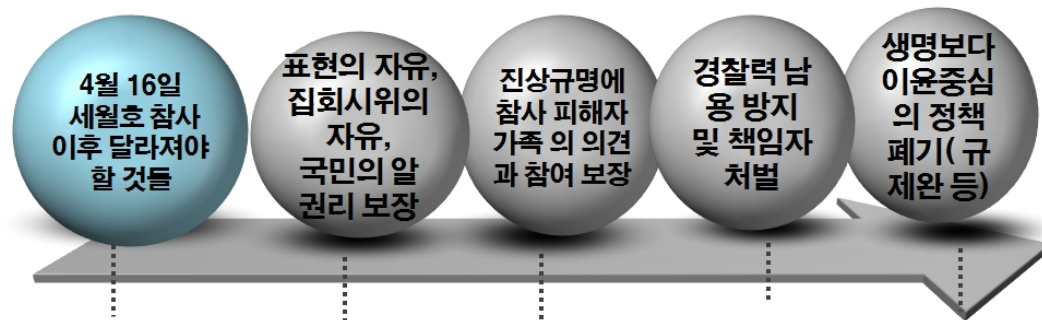 4월 16일
세월호 참사
이후 달라져야
할 것들
표현의 자유,
집회시위의
자유,
국민의 알
권리 보장
진상규명에
참사 피해자
가족 의 의견
과 참여 보장
경찰력 남
용 방지
및 책임자
처벌
생명보다
이윤중심
의 정책
폐기( 규
제완 등)